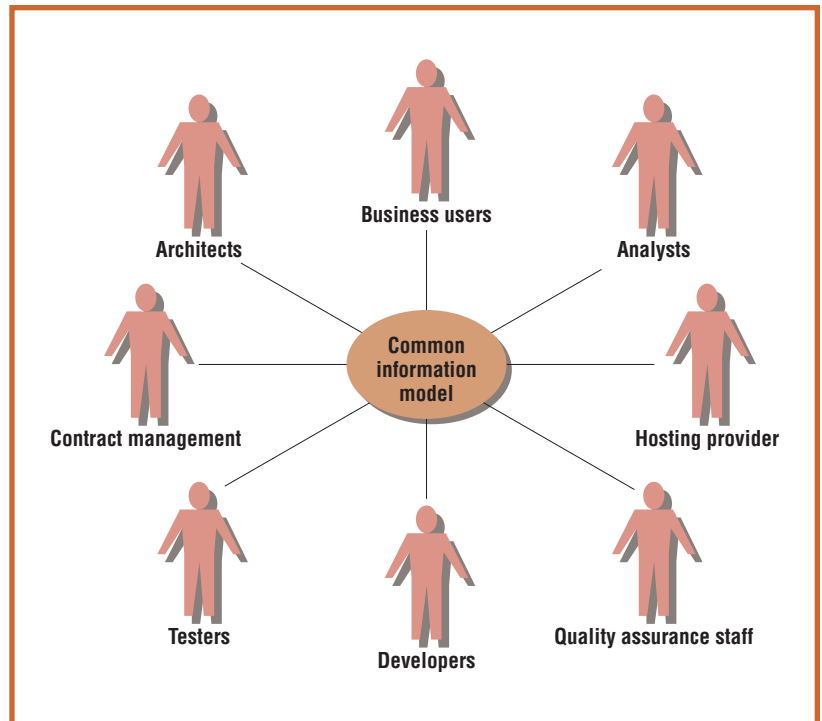 Business users
Architects
Analysts
Common
information
model
Contract management
Hosting provider
Testers
Developers
Quality assurance staff